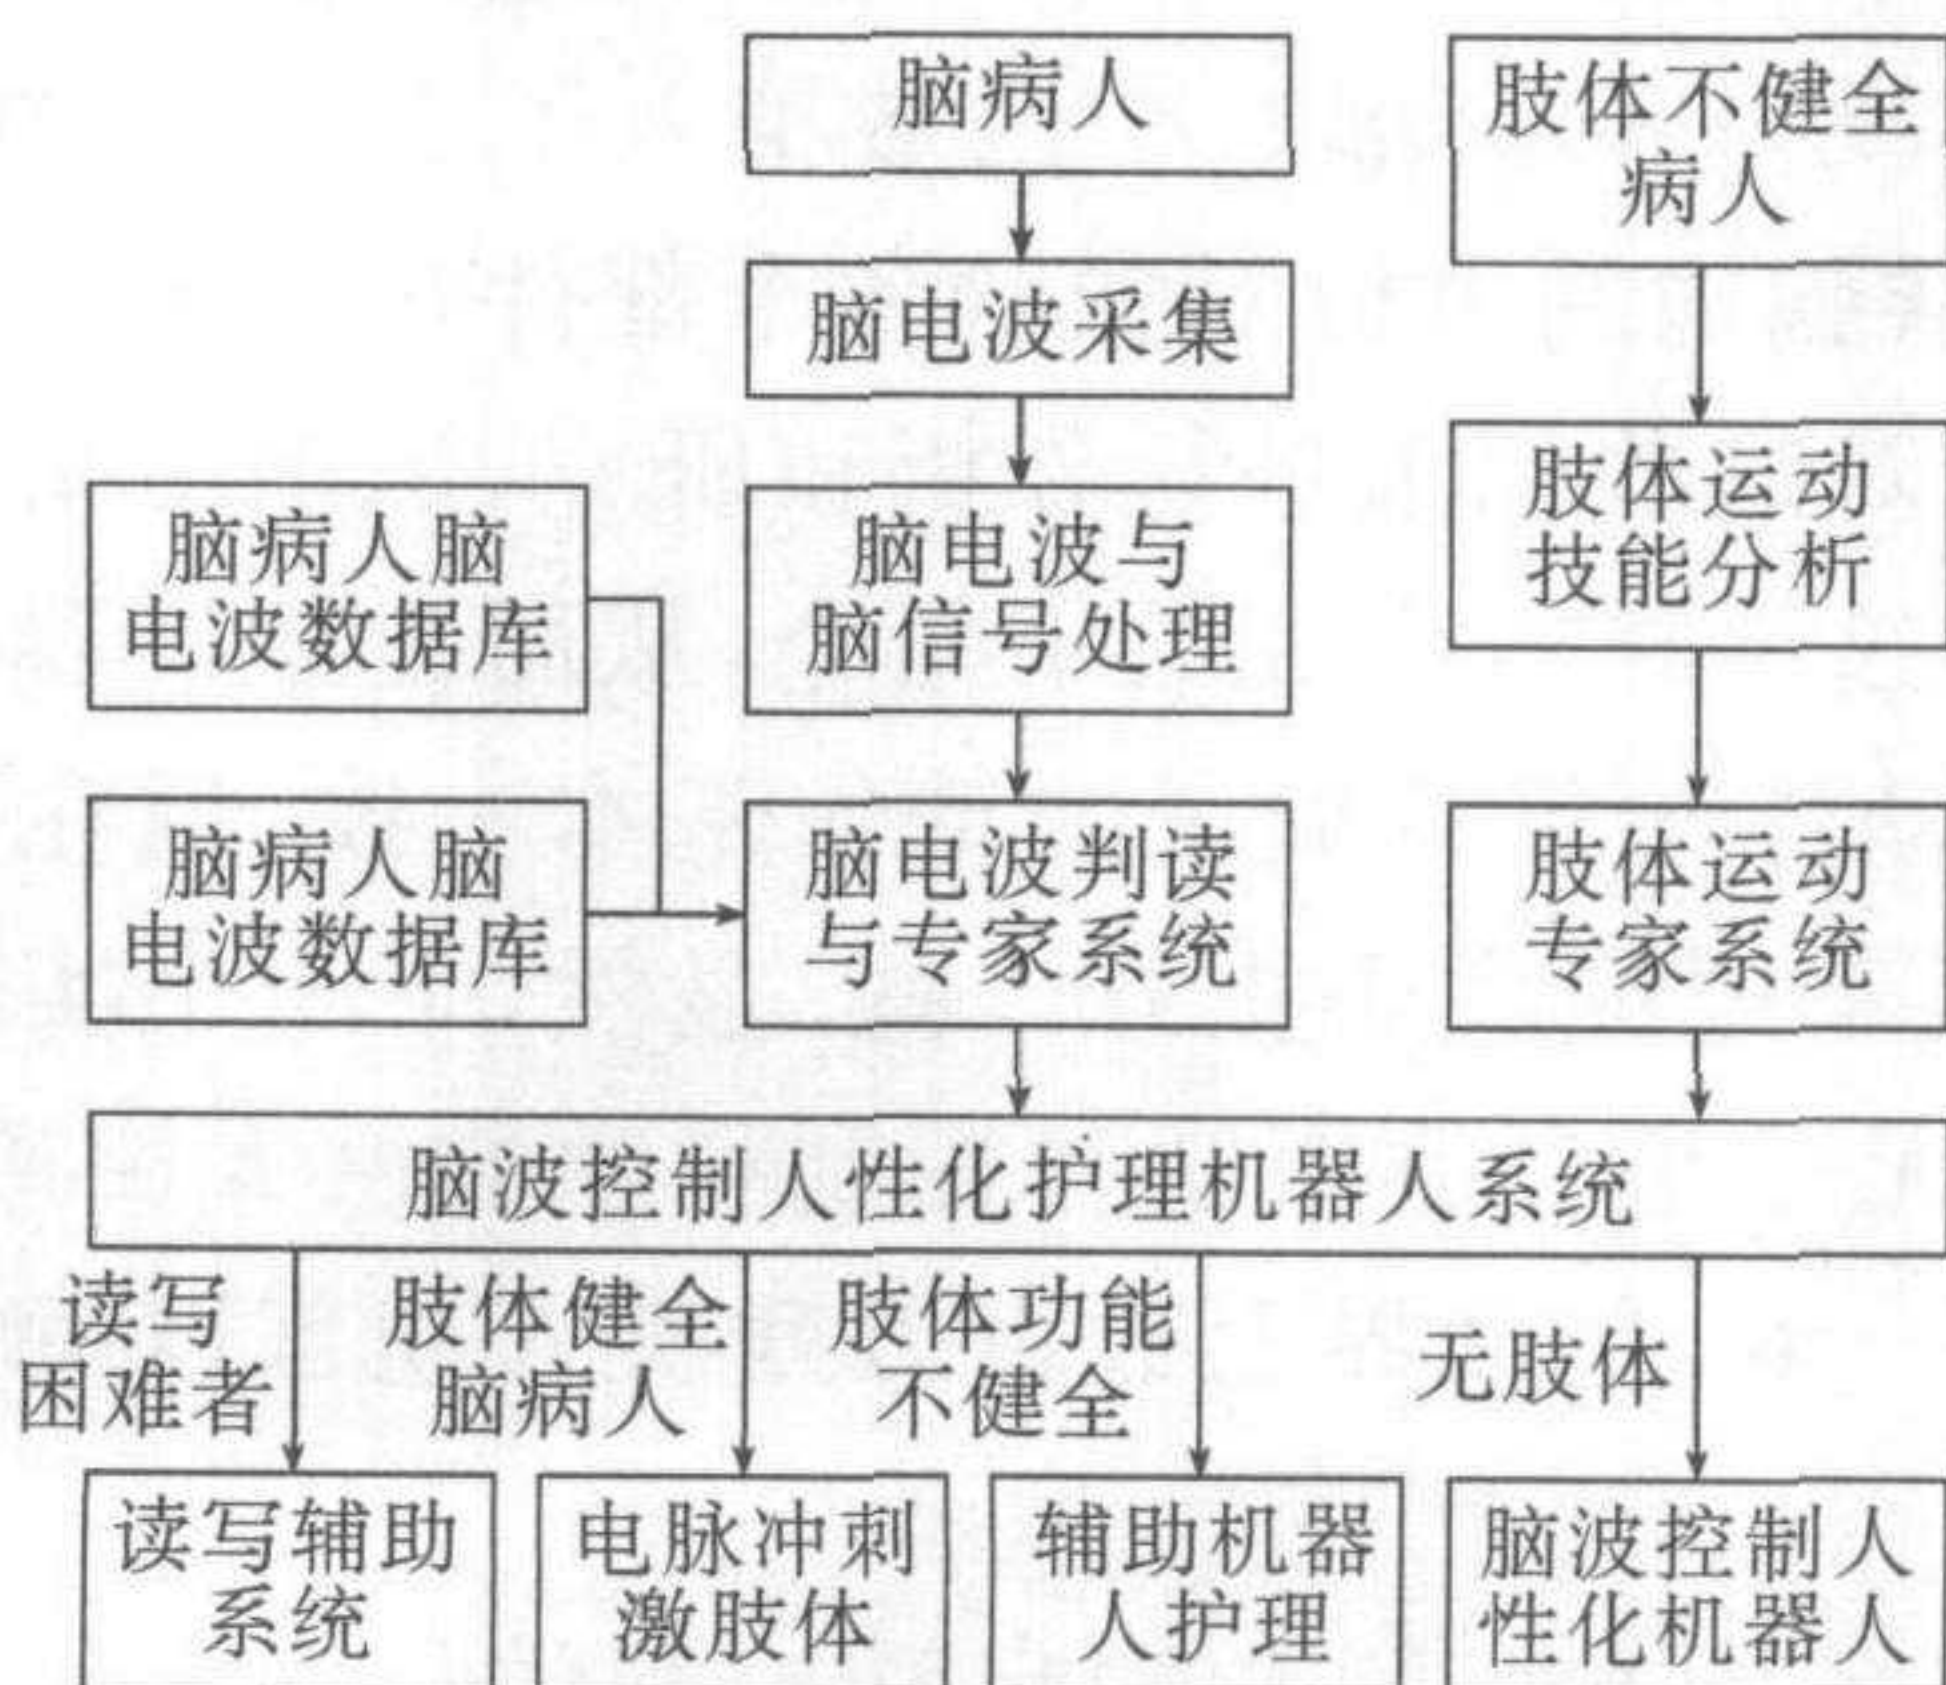 脑病人
肢体不健全
病人
脑电波采集
脑病人脑
电波数据库
脑电波与
脑信号处理
肢体运动
技能分析
脑病人脑
电波数据库
脑电波判读
与专家系统
肢体运动
专家系统
脑波控制人性化护理机器人系统
读写
困难者
肢体健全
脑病人
肢体功能
不健全
无肢体
读写辅助
系统
电脉冲刺
激肢体
辅助机器
人护理
脑波控制人
性化机器人